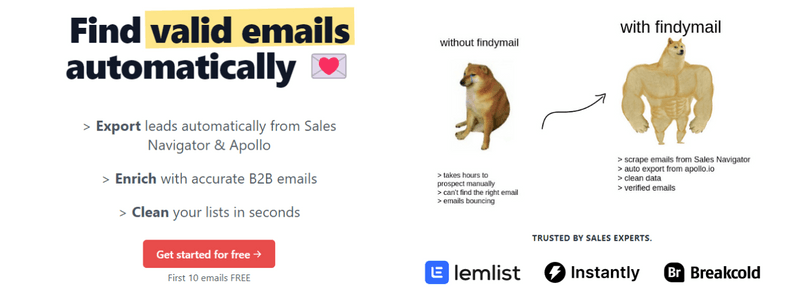 Find valid emails
automatically
> Export leads automatically from Sales
Navigator & Apollo
> Enrich with accurate B2B emails
> Clean your lists in seconds
Get started for free →
First 10 emails FREE
without findymail
> takes hours to
prospect manually
> can't find the right email
> emails bouncing
with findymail
> scrape emails from Sales Navigator
> auto export from apollo.io
> clean data
> verified emails
TRUSTED BY SALES EXPERTS.
lemlist
Instantly
Br Breakcold